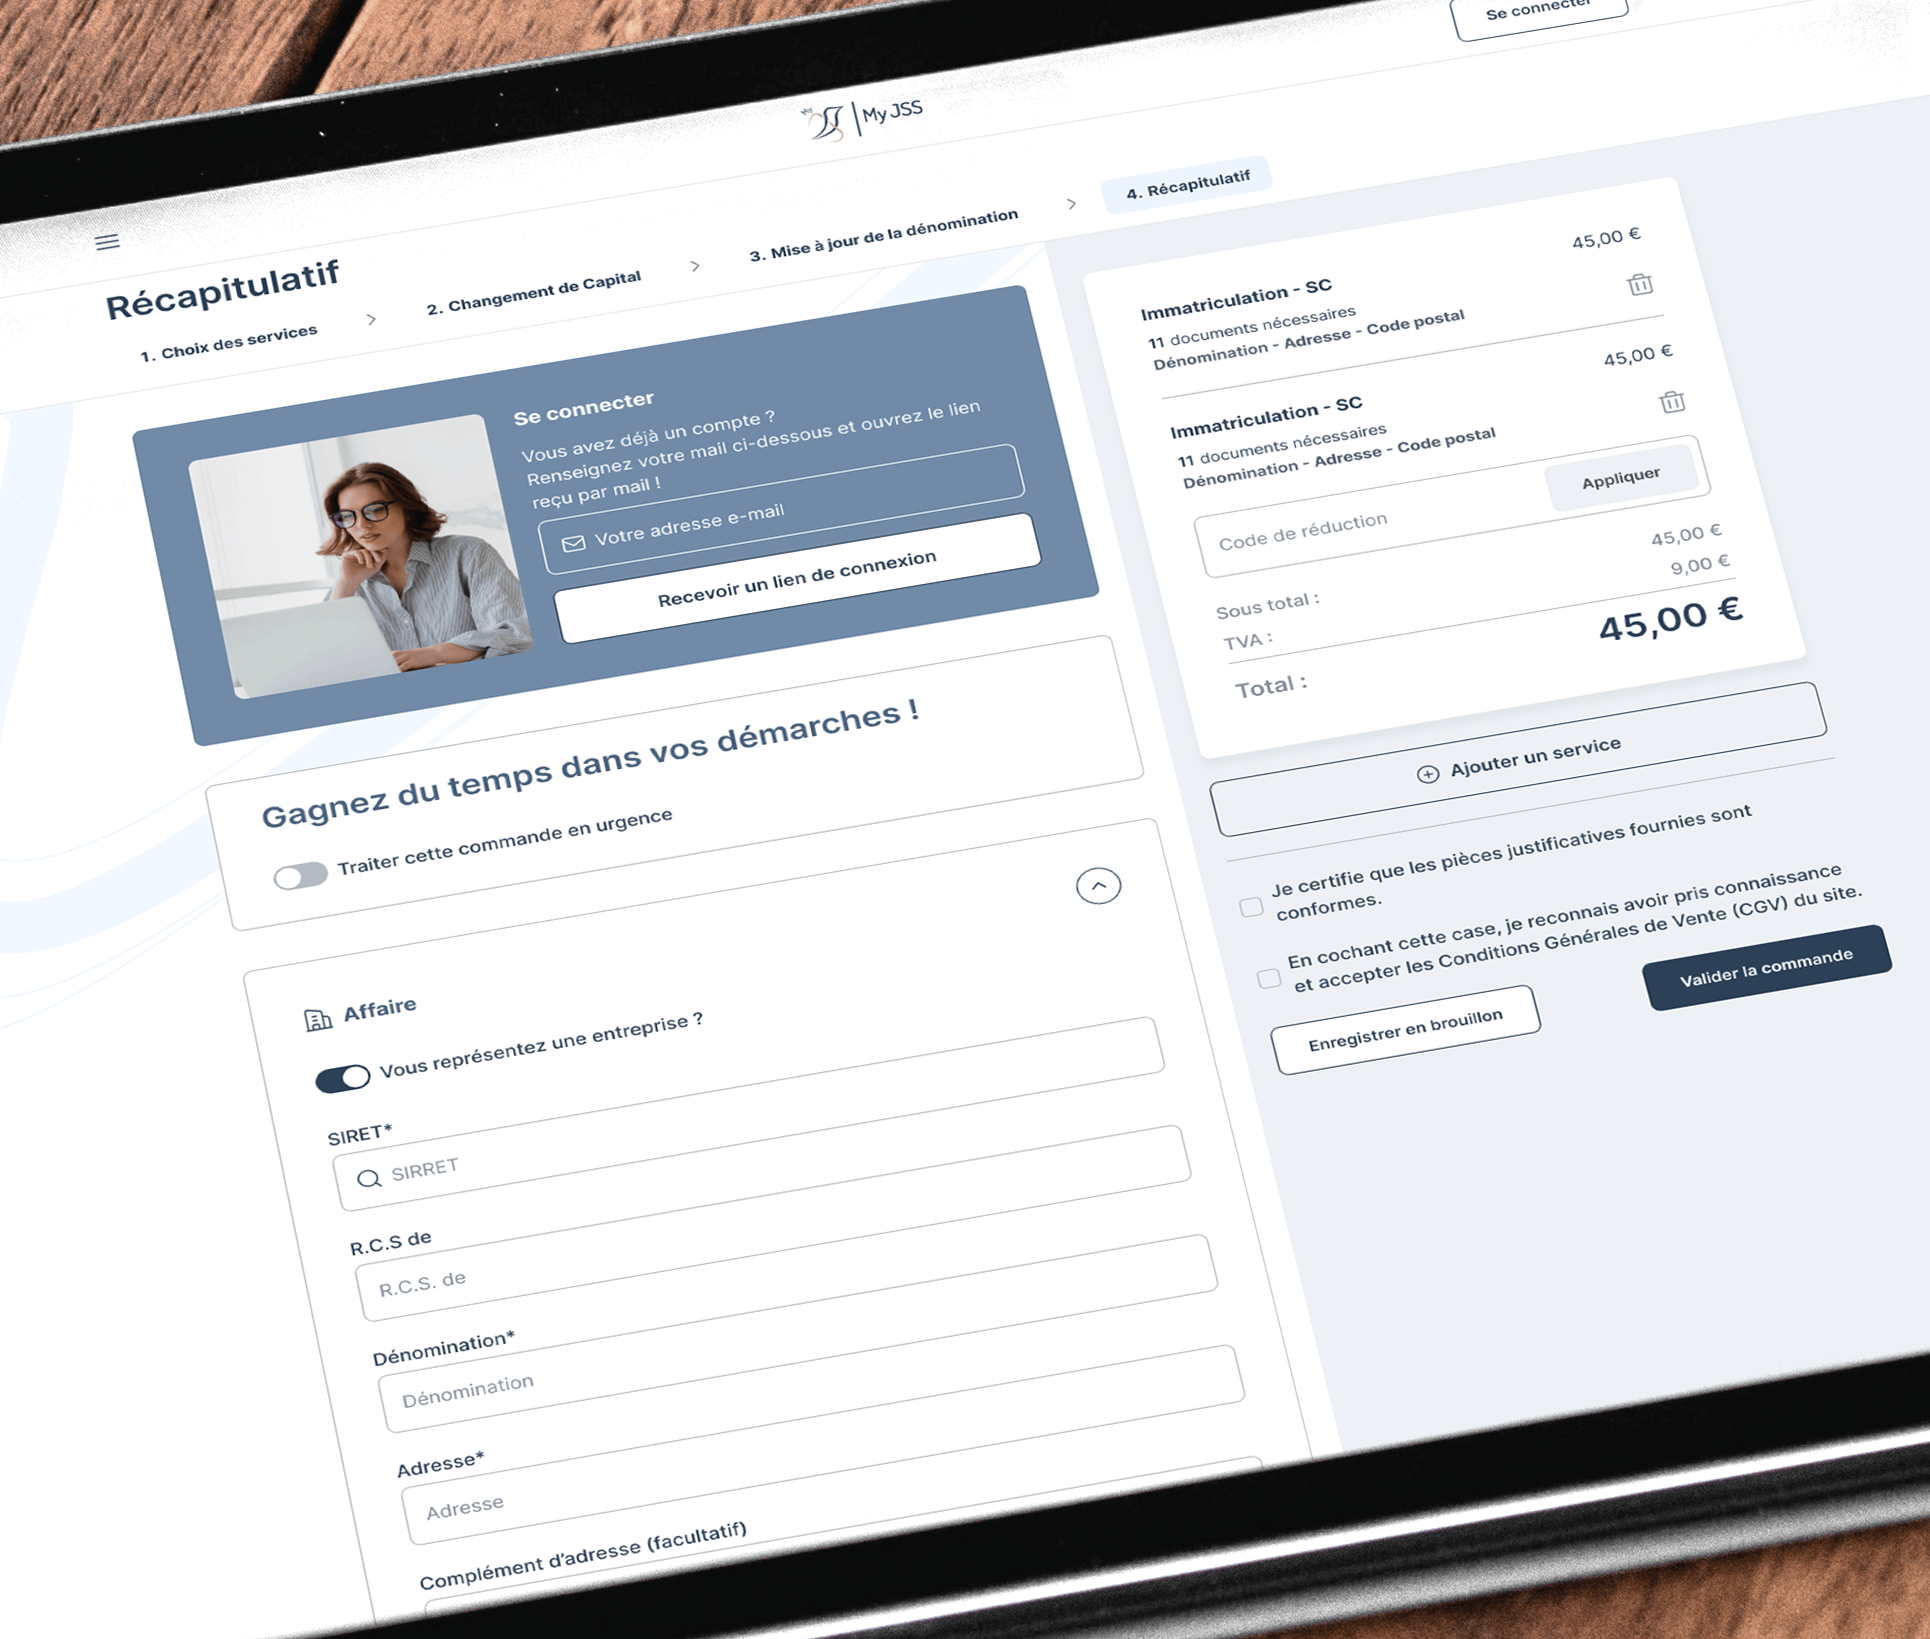 Se connecter
My JSS
Récapitulatif
1. Choix des services
2. Changement de Capital
3. Mise à jour de la dénomination
4. Récapitulatif
Se connecter
Vous avez déjà un compte ?
Renseignez votre mail ci-dessous et ouvrez le lien
reçu par mail !
Votre adresse e-mail
Recevoir un lien de connexion
Gagnez du temps dans vos démarches !
Traiter cette commande en urgence
Affaire
Vous représentez une entreprise ?
SIRET*
SIRRET
R.C.S de
R.C.S. de
Dénomination*
Dénomination
Adresse*
Adresse
Complément d'adresse (facultatif)
45,00 €
Immatriculation - SC
11 documents nécessaires
Dénomination - Adresse - Code postal
45,00 €
Immatriculation - SC
11 documents nécessaires
Dénomination - Adresse - Code postal
Code de réduction
Appliquer
Sous total :
45,00 €
TVA :
9,00 €
Total :
45,00 €
Ajouter un service
Je certifie que les pièces justificatives fournies sont
conformes.
En cochant cette case, je reconnais avoir pris connaissance
et accepter les Conditions Générales de Vente (CGV) du site.
Enregistrer en brouillon
Valider la commande